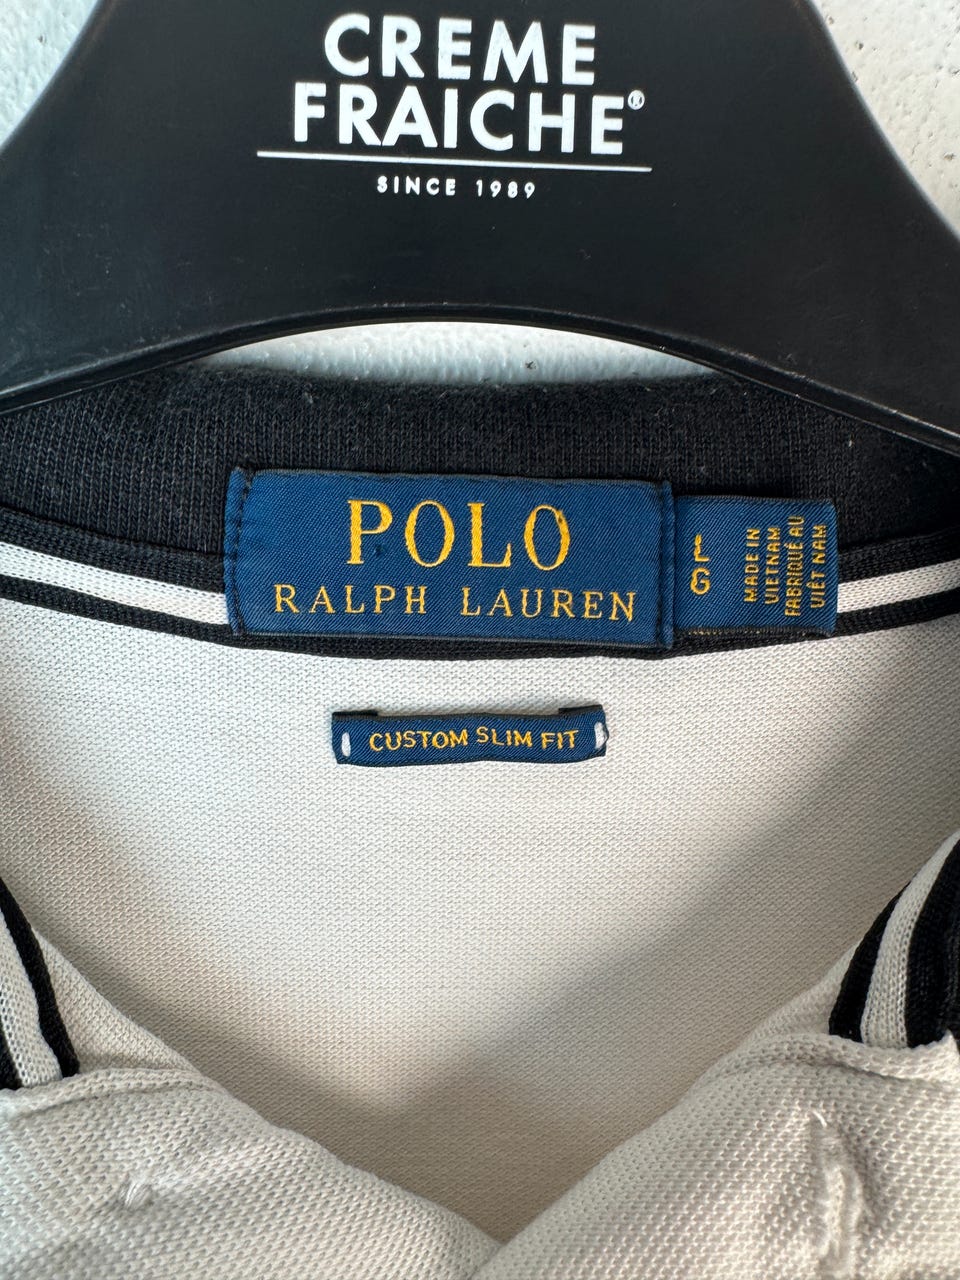 CREME
FRAICHE®
SINCE 1989
POLO
RALPH LAUREN
L
G
MADE IN
VIETNAM
FABRIQUÉ AU
VIÊT NAM
CUSTOM SLIM FIT